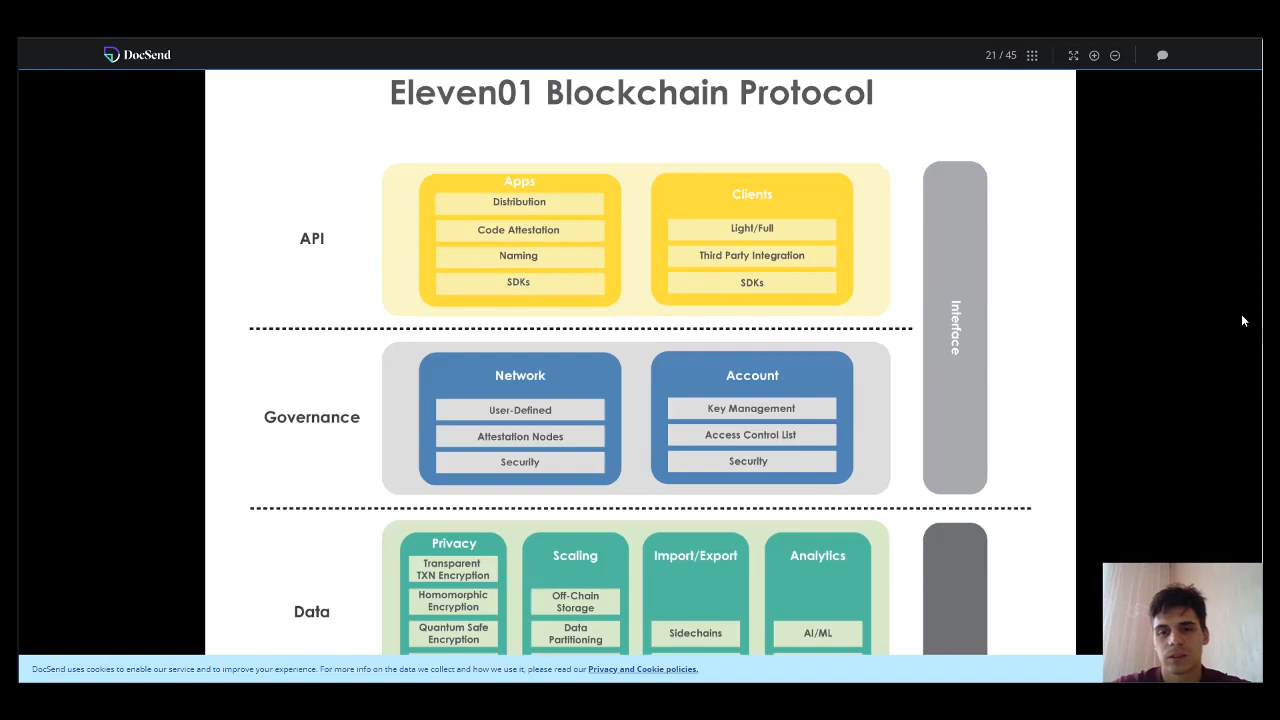 DocSend
21 / 45
Eleven01 Blockchain Protocol
API
Apps
Distribution
Code Attestation
Naming
SDKs
Clients
Light/Full
Third Party Integration
SDKs
Interface
Governance
Network
User-Defined
Attestation Nodes
Security
Account
Key Management
Access Control List
Security
Data
Privacy
Transparent
TXN Encryption
Homomorphic
Encryption
Quantum Safe
Encryption
Scaling
Off-Chain
Storage
Data
Partitioning
Import/Export
Sidechains
Analytics
AI/ML
DocSend uses cookies to enable our service and to improve your experience. For more info on the data we collect and how we use it, please read our Privacy and Cookie policies.